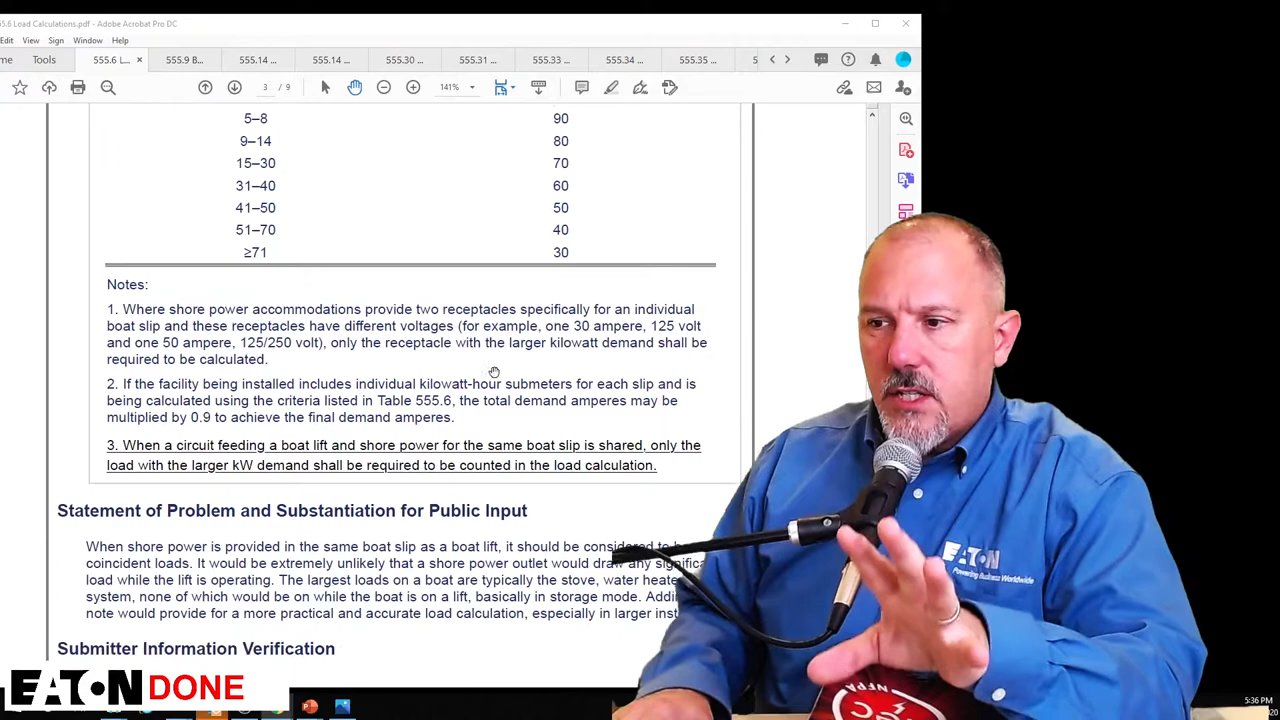 55.6 Load Calculations.pdf - Adobe Acrobat Pro DC
Edit View Sign Window Help
Tools 555.6 L... × 555.9 B 555.14 ... 555.14 ... 555.30 ... 555.31 ... 555.33 ... 555.34 ... 555.35 ...
3 / 9 141%
5–8 90
9–14 80
15–30 70
31–40 60
41–50 50
51–70 40
≥71 30
Notes:
1. Where shore power accommodations provide two receptacles specifically for an individual
boat slip and these receptacles have different voltages (for example, one 30 ampere, 125 volt
and one 50 ampere, 125/250 volt), only the receptacle with the larger kilowatt demand shall be
required to be calculated.
2. If the facility being installed includes individual kilowatt-hour submeters for each slip and is
being calculated using the criteria listed in Table 555.6, the total demand amperes may be
multiplied by 0.9 to achieve the final demand amperes.
3. When a circuit feeding a boat lift and shore power for the same boat slip is shared, only the
load with the larger kW demand shall be required to be counted in the load calculation.
Statement of Problem and Substantiation for Public Input
When shore power is provided in the same boat slip as a boat lift, it should be considered to
coincident loads. It would be extremely unlikely that a shore power outlet would draw any
load while the lift is operating. The largest loads on a boat are typically the stove, water
system, none of which would be on while the boat is on a lift, basically in storage mode.
note would provide for a more practical and accurate load calculation, especially in larger
Submitter Information Verification
EATON
Powering Business Worldwide
NFPA
EATON DONE
5:36 PM